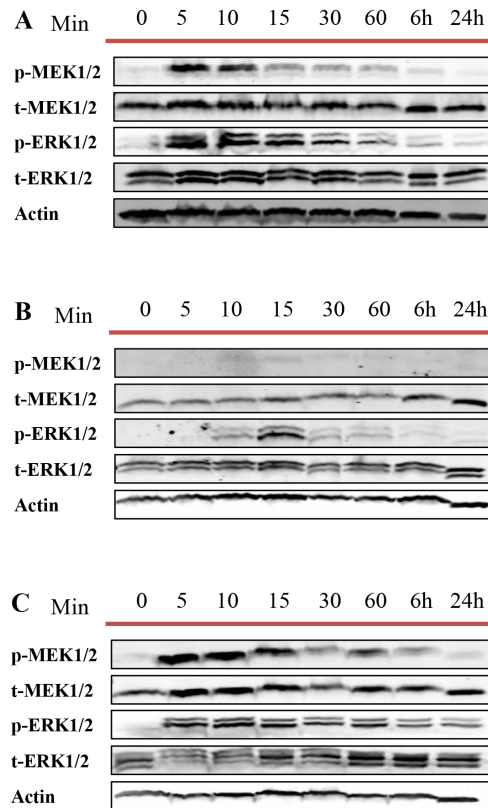 A Min 0 5 10 15 30 60 6h 24h
p-MEK1/2
t-MEK1/2
p-ERK1/2
t-ERK1/2
Actin
B Min 0 5 10 15 30 60 6h 24h
p-MEK1/2
t-MEK1/2
p-ERK1/2
t-ERK1/2
Actin
C Min 0 5 10 15 30 60 6h 24h
p-MEK1/2
t-MEK1/2
p-ERK1/2
t-ERK1/2
Actin